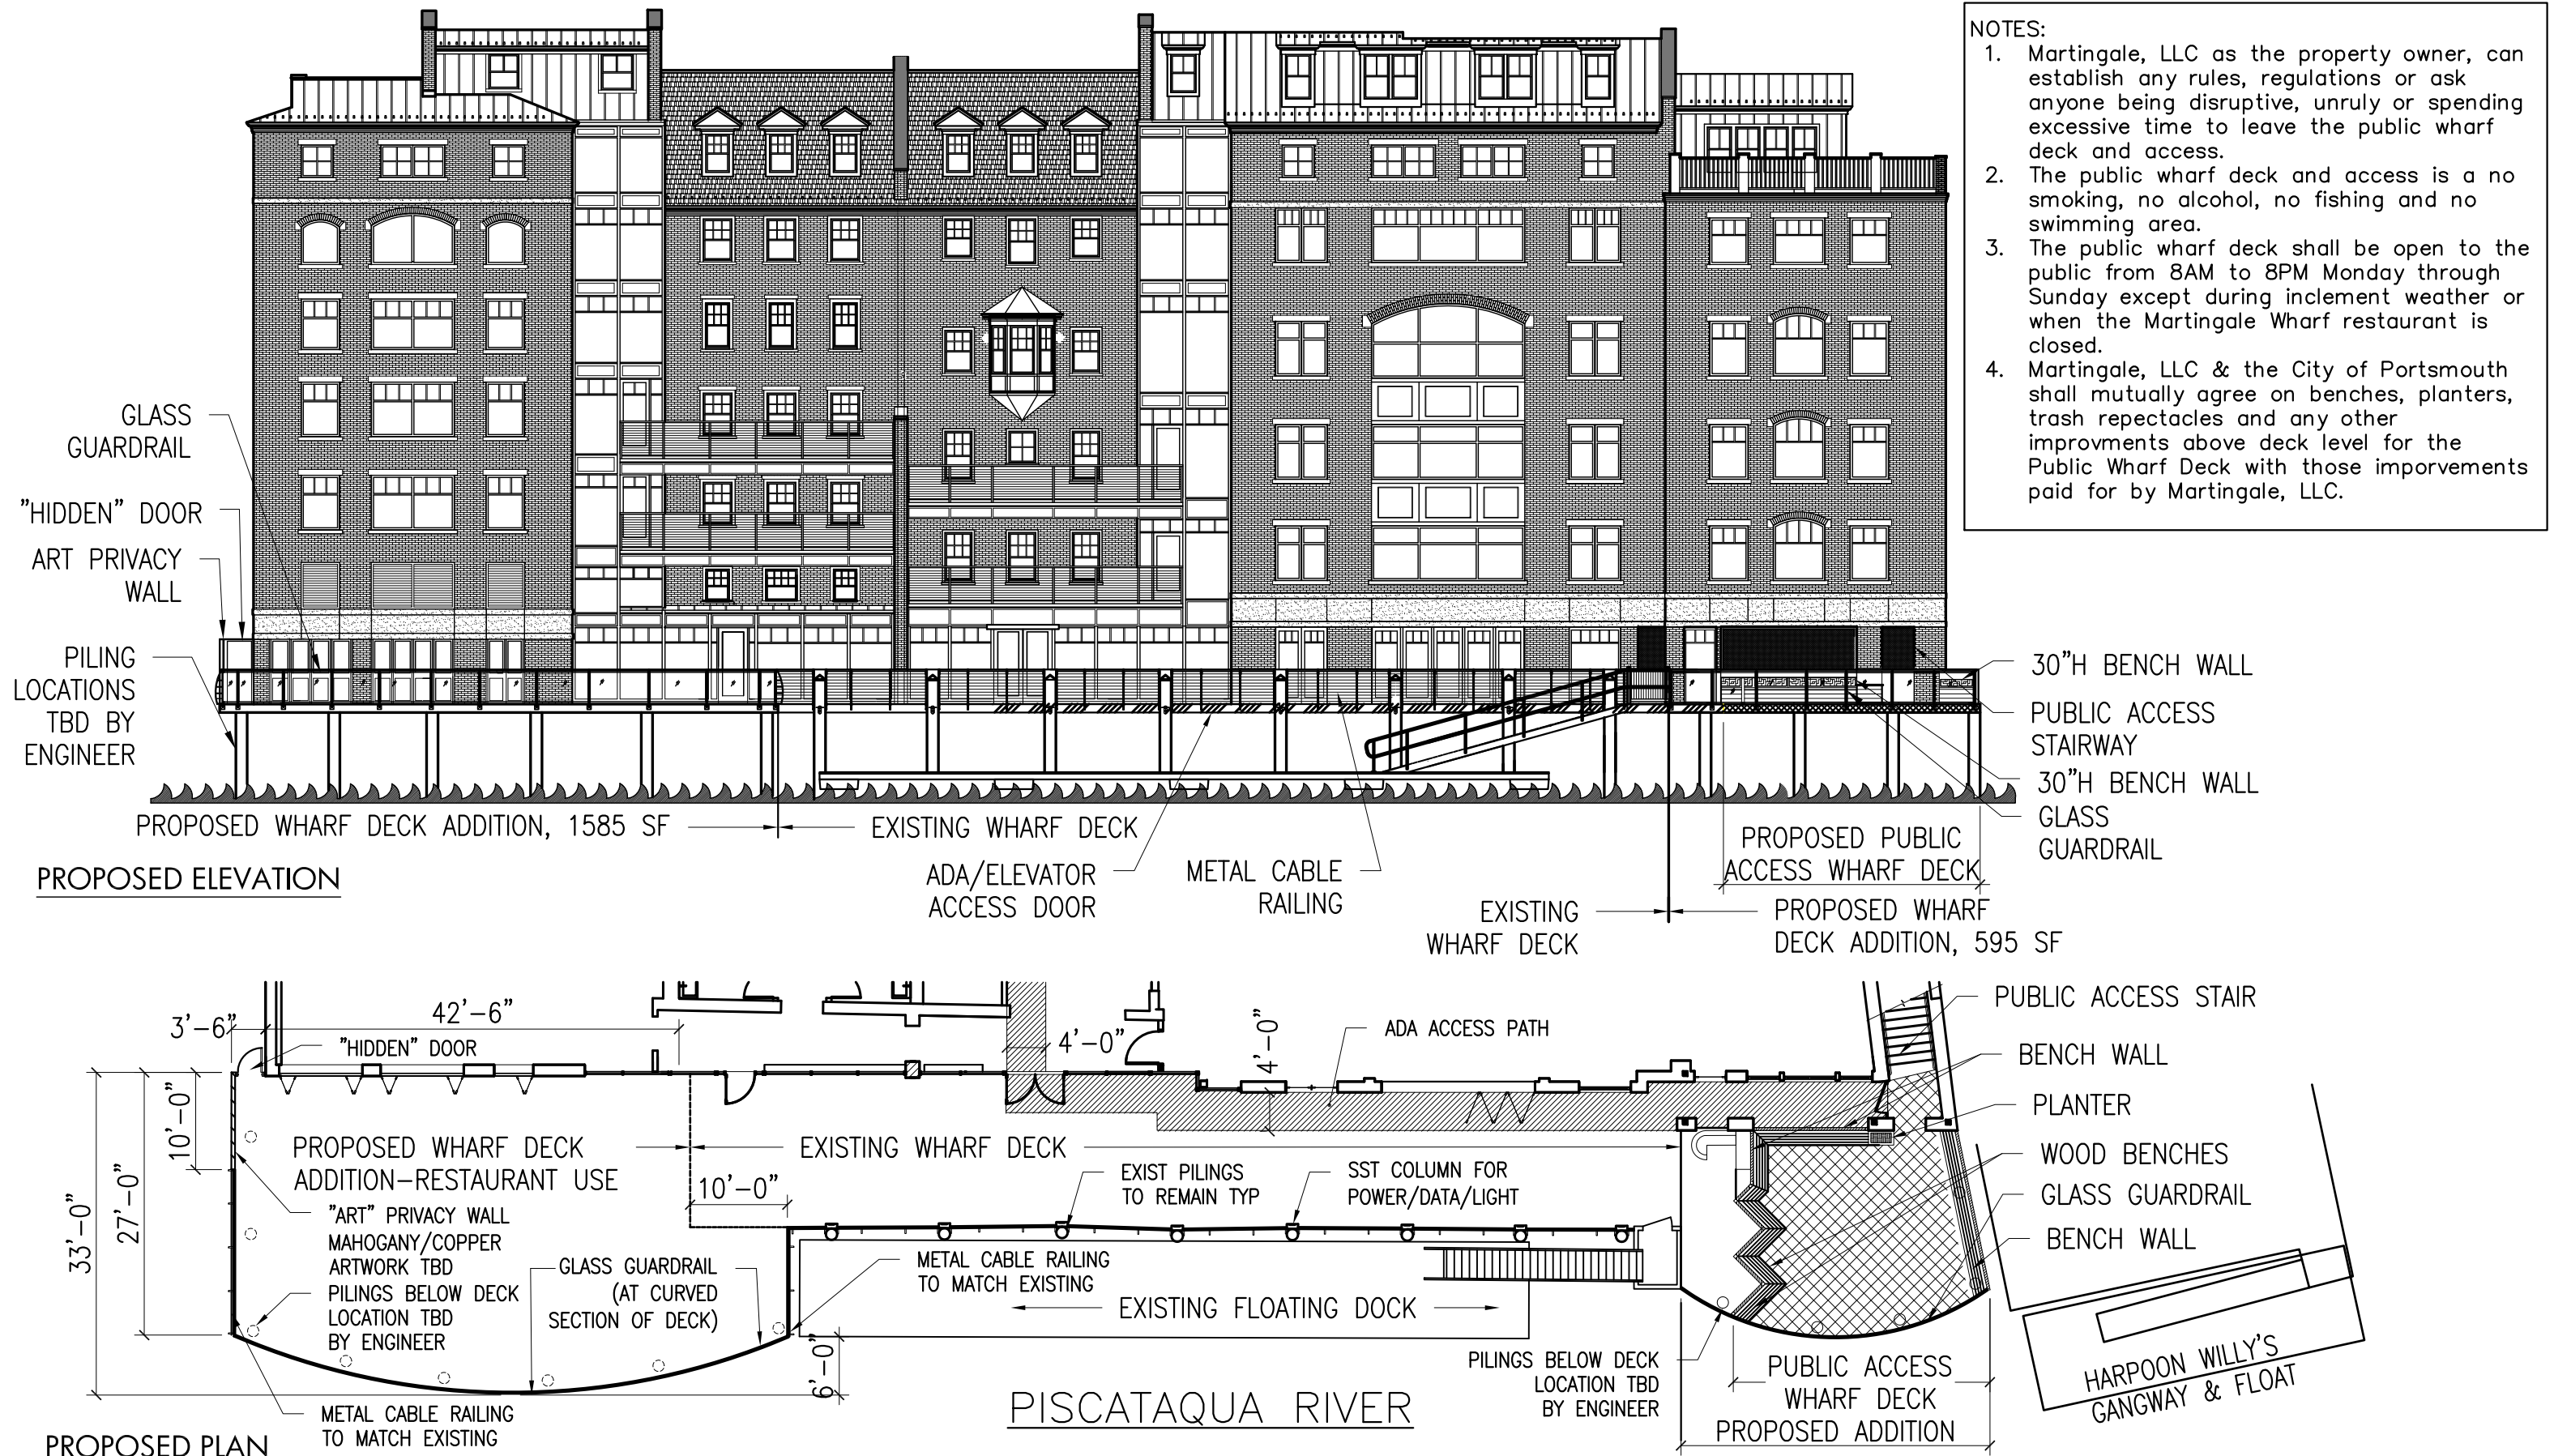 NOTES:
1. Martingale, LLC as the property owner, can
establish any rules, regulations or ask
anyone being disruptive, unruly or spending
excessive time to leave the public wharf
deck and access.
2. The public wharf deck and access is a no
smoking, no alcohol, no fishing and no
swimming area.
3. The public wharf deck shall be open to the
public from 8AM to 8PM Monday through
Sunday except during inclement weather or
when the Martingale Wharf restaurant is
closed.
4. Martingale, LLC & the City of Portsmouth
shall mutually agree on benches, planters,
trash repectacles and any other
improvments above deck level for the
Public Wharf Deck with those imporvements
paid for by Martingale, LLC.
GLASS
GUARDRAIL
"HIDDEN" DOOR
ART PRIVACY
WALL
PILING
LOCATIONS
TBD BY
ENGINEER
30"H BENCH WALL
PUBLIC ACCESS
STAIRWAY
30"H BENCH WALL
GLASS
GUARDRAIL
PROPOSED WHARF DECK ADDITION, 1585 SF
EXISTING WHARF DECK
PROPOSED PUBLIC
ACCESS WHARF DECK
PROPOSED ELEVATION
ADA/ELEVATOR
ACCESS DOOR
METAL CABLE
RAILING
EXISTING
WHARF DECK
PROPOSED WHARF
DECK ADDITION, 595 SF
3'-6"
42'-6"
"HIDDEN" DOOR
4'-0"
4'-0"
ADA ACCESS PATH
PUBLIC ACCESS STAIR
BENCH WALL
PLANTER
WOOD BENCHES
GLASS GUARDRAIL
BENCH WALL
33'-0"
27'-0"
10'-0"
PROPOSED WHARF DECK
ADDITION-RESTAURANT USE
EXISTING WHARF DECK
10'-0"
EXIST PILINGS
TO REMAIN TYP
SST COLUMN FOR
POWER/DATA/LIGHT
"ART" PRIVACY WALL
MAHOGANY/COPPER
ARTWORK TBD
PILINGS BELOW DECK
LOCATION TBD
BY ENGINEER
GLASS GUARDRAIL
(AT CURVED
SECTION OF DECK)
METAL CABLE RAILING
TO MATCH EXISTING
EXISTING FLOATING DOCK
6'-0"
PISCATAQUA RIVER
PILINGS BELOW DECK
LOCATION TBD
BY ENGINEER
PUBLIC ACCESS
WHARF DECK
PROPOSED ADDITION
HARPOON WILLY'S
GANGWAY & FLOAT
METAL CABLE RAILING
TO MATCH EXISTING
PROPOSED PLAN